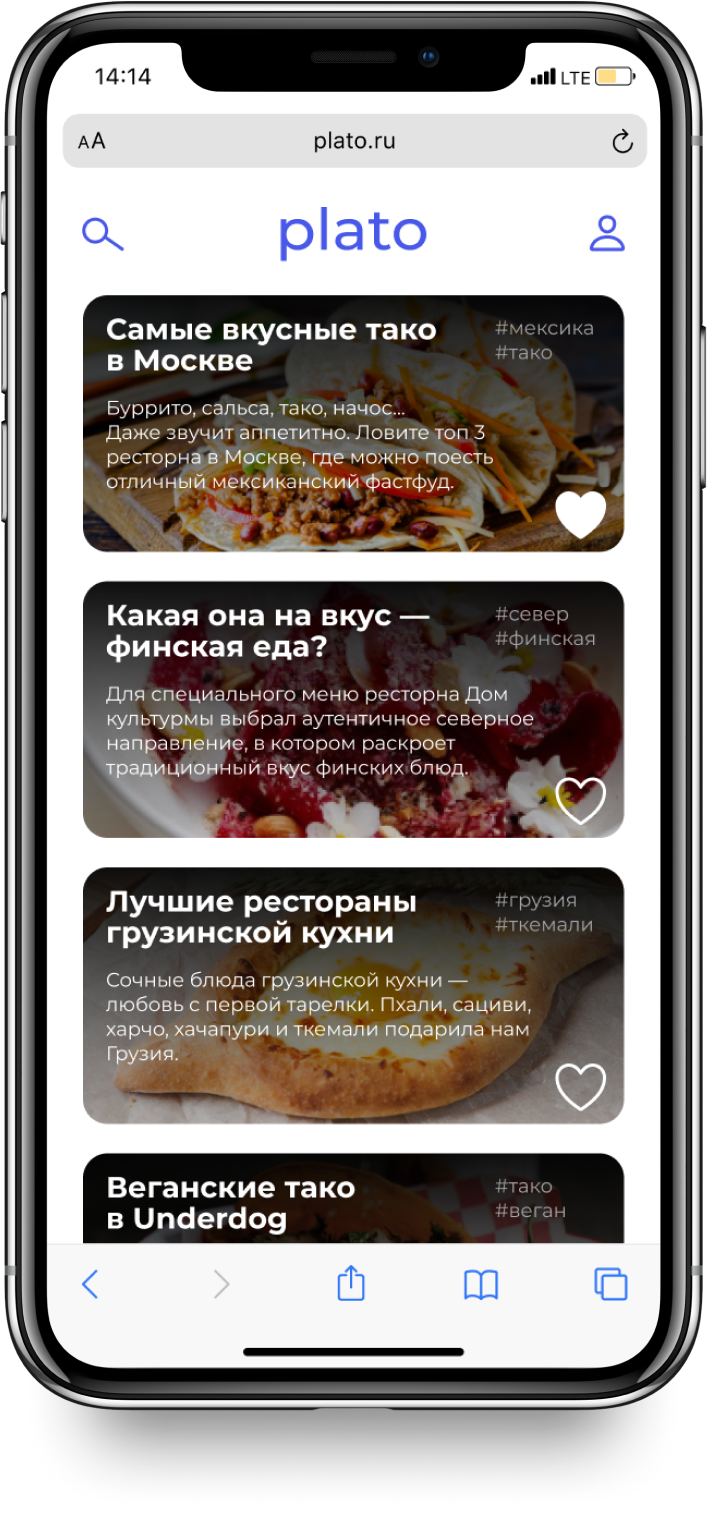 14:14
LTE
AA
plato.ru
plato
Самые вкусные тако
в Москве
#мексика
#тако
Буррито, сальса, тако, начос...
Даже звучит аппетитно. Ловите топ 3
ресторна в Москве, где можно поесть
отличный мексиканский фастфуд.
Какая она на вкус —
финская еда?
#север
#финская
Для специального меню ресторна Дом
культурмы выбрал аутентичное северное
направление, в котором раскроет
традиционный вкус финских блюд.
Лучшие рестораны
грузинской кухни
#грузия
#ткемали
Сочные блюда грузинской кухни —
любовь с первой тарелки. Пхали, сациви,
харчо, хачапури и ткемали подарила нам
Грузия.
Веганские тако
в Underdog
#тако
#веган